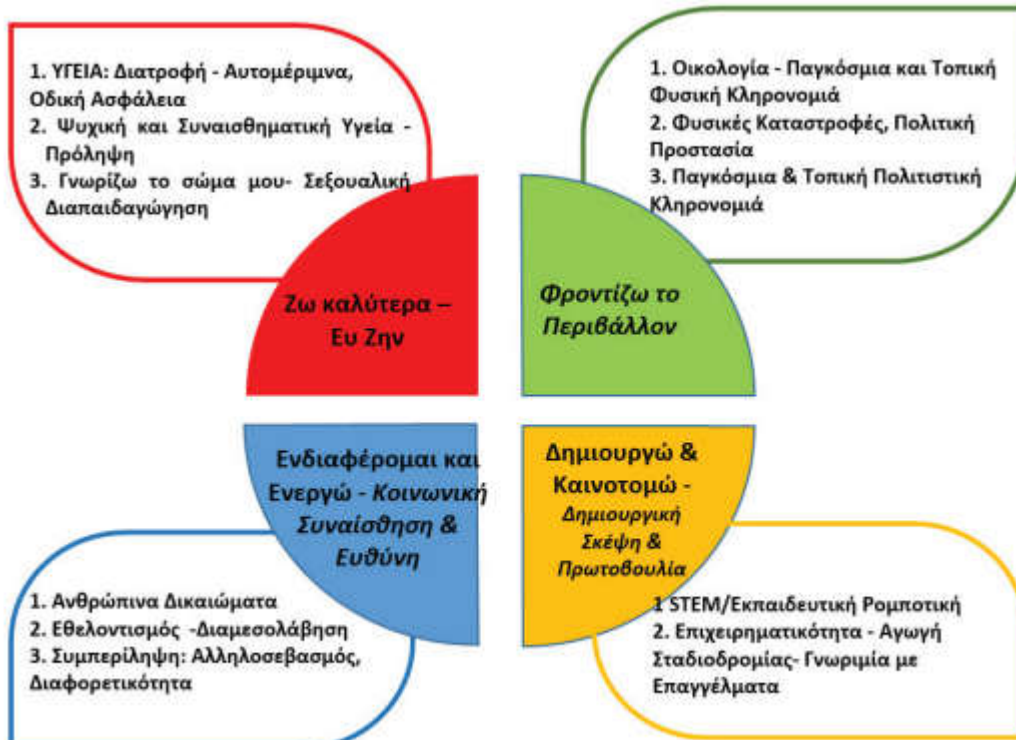 1. ΥΓΕΙΑ: Διατροφή - Αυτομέριμνα,
Οδική Ασφάλεια
2. Ψυχική και Συναισθηματική Υγεία -
Πρόληψη
3. Γνωρίζω το σώμα μου- Σεξουαλική
Διαπαιδαγώγηση
1. Οικολογία - Παγκόσμια και Τοπική
Φυσική Κληρονομιά
2. Φυσικές Καταστροφές, Πολιτική
Προστασία
3. Παγκόσμια & Τοπική Πολιτιστική
Κληρονομιά
Ζω καλύτερα –
Ευ Ζην
Φροντίζω το
Περιβάλλον
Ενδιαφέρομαι και
Ενεργώ - Κοινωνική
Συναίσθηση &
Ευθύνη
Δημιουργώ &
Καινοτομώ -
Δημιουργική
Σκέψη &
Πρωτοβουλία
1. Ανθρώπινα Δικαιώματα
2. Εθελοντισμός -Διαμεσολάβηση
3. Συμπερίληψη: Αλληλοσεβασμός,
Διαφορετικότητα
1 STEM/Εκπαιδευτική Ρομποτική
2. Επιχειρηματικότητα - Αγωγή
Σταδιοδρομίας- Γνωριμία με
Επαγγέλματα